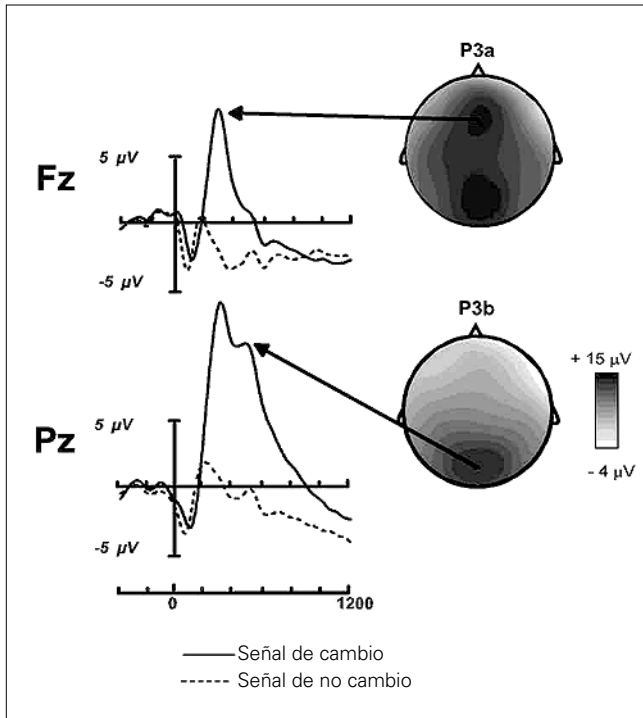 P3a
5 µV
Fz
-5 µV
1200
P3b
+ 15 µV
- 4 µV
5 µV
Pz
-5 µV
0
1200
Señal de cambio
Señal de no cambio